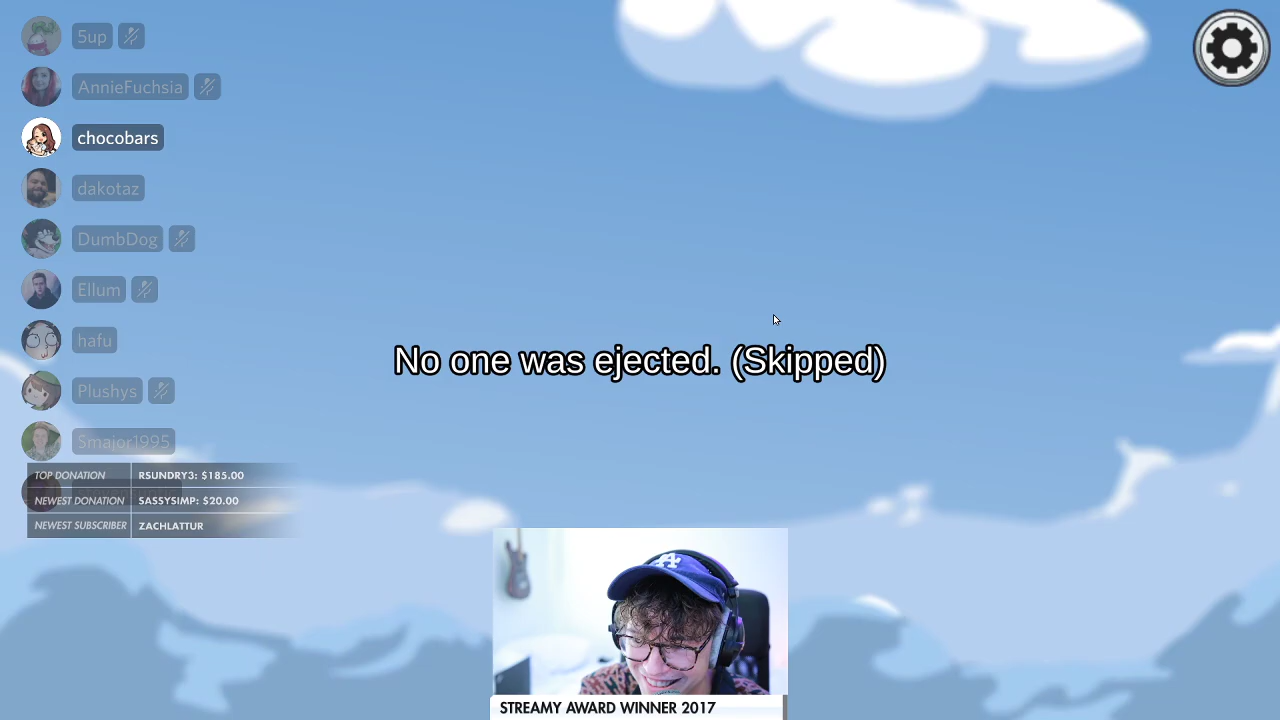 5up
AnnieFuchsia
chocobars
dakotaz
DumbDog
Ellum
hafu
Plushys
Smajor1995
No one was ejected. (Skipped)
TOP DONATION RSUNDRY3: $185.00
NEWEST DONATION SASSYSIMP: $20.00
NEWEST SUBSCRIBER ZACHLATTUR
STREAMY AWARD WINNER 2017